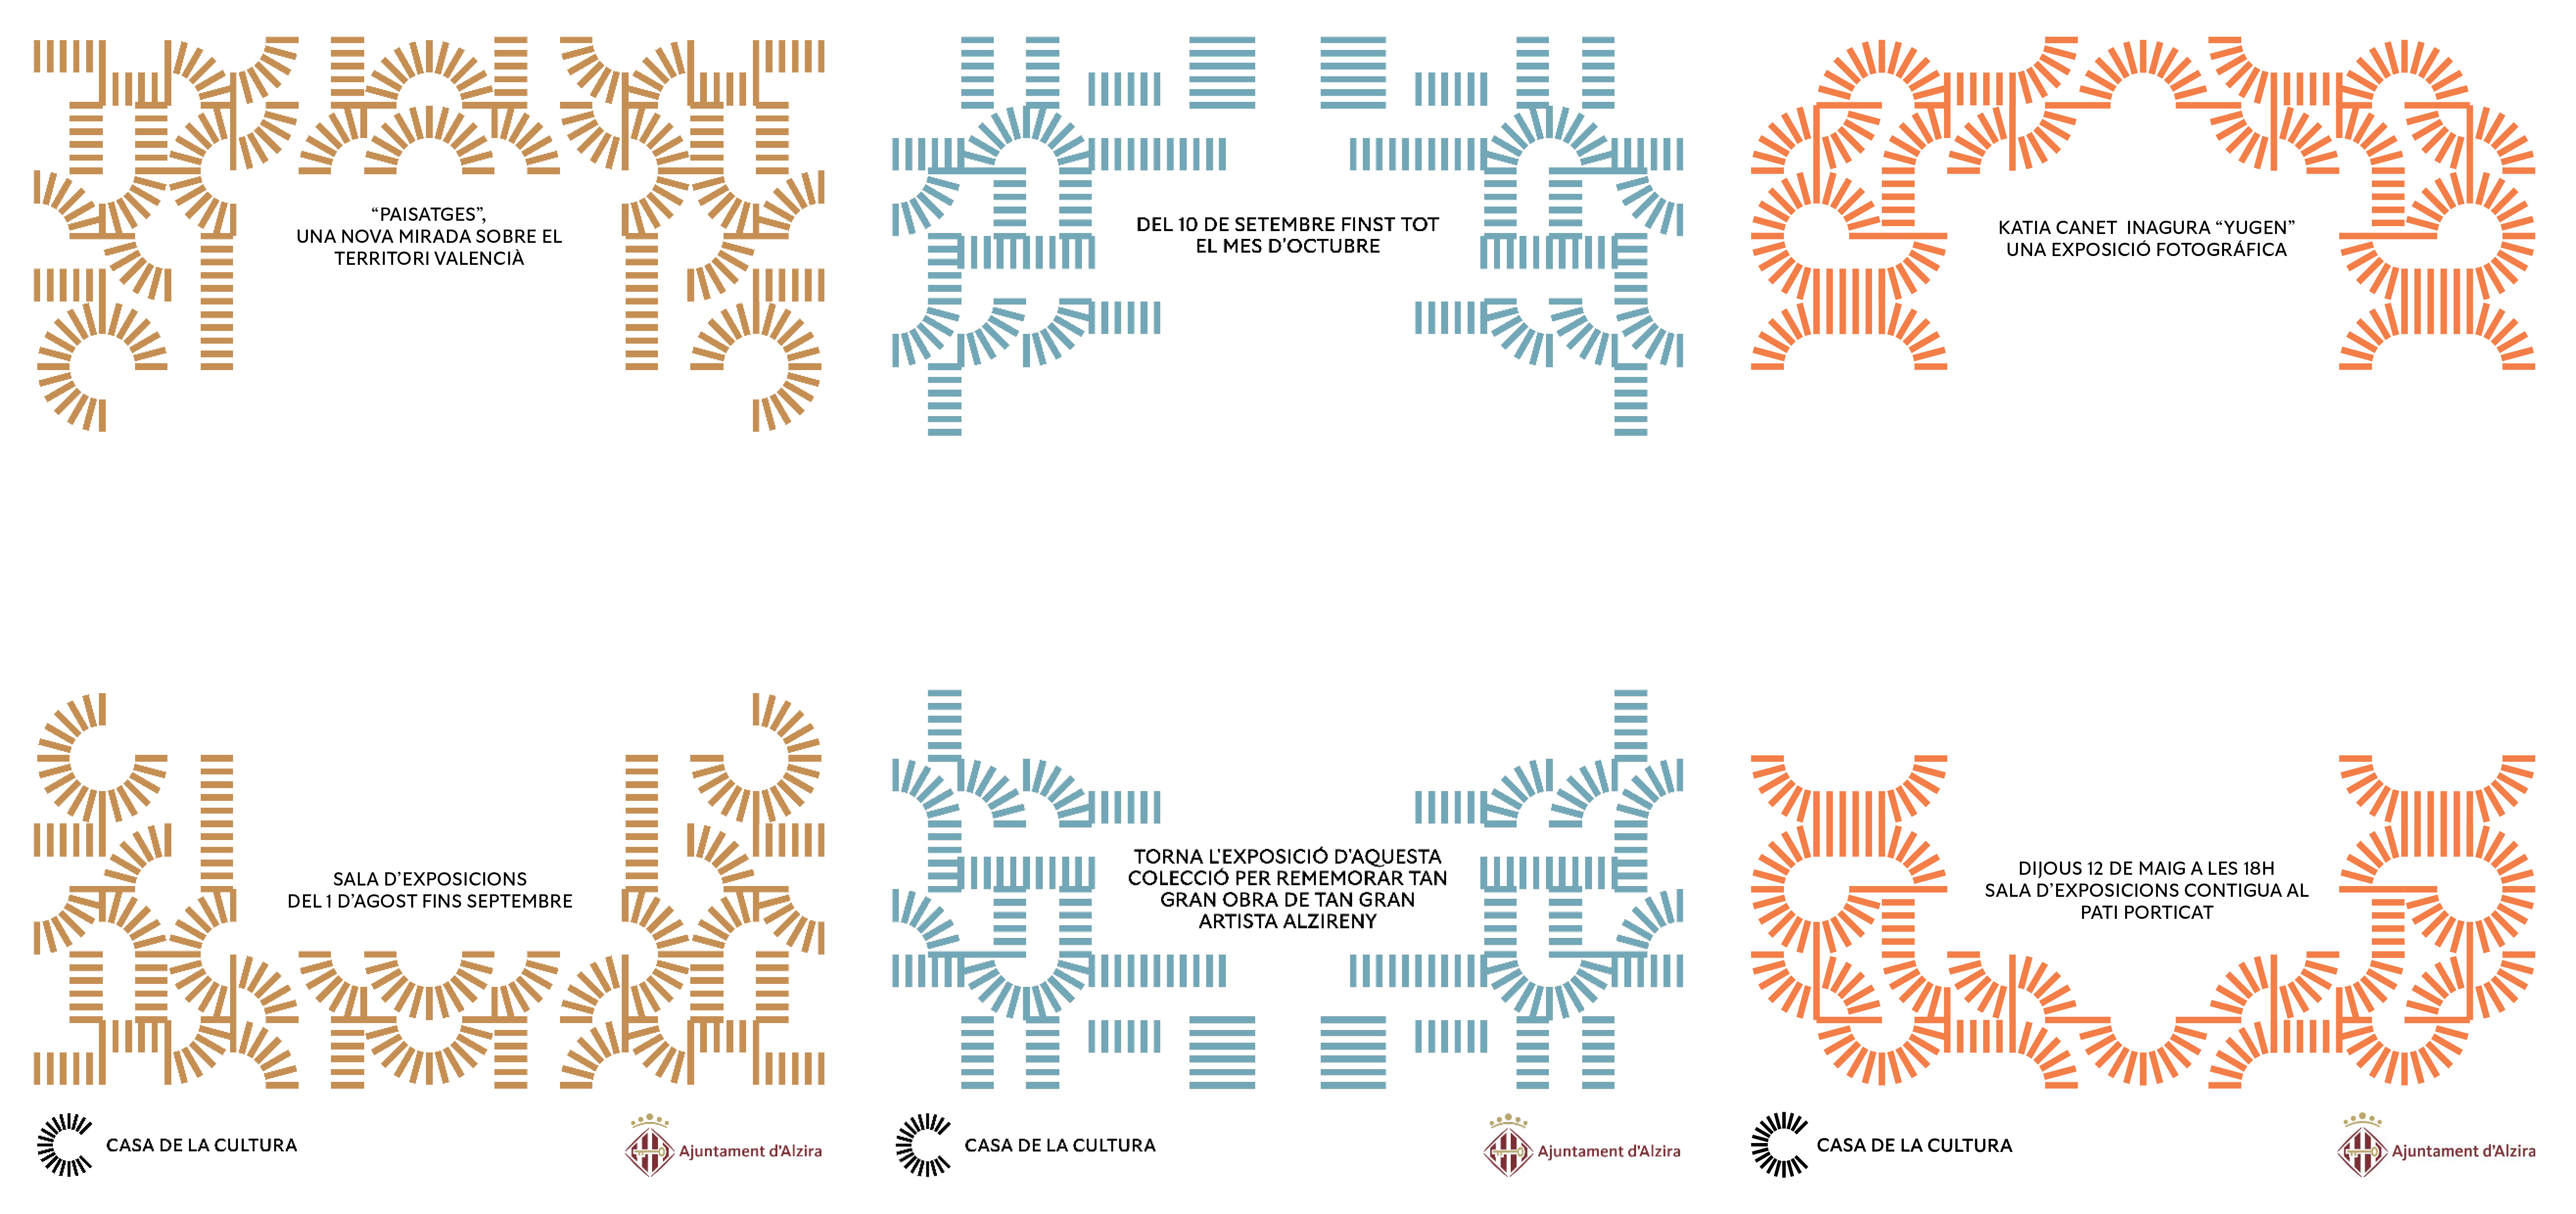 “PAISATGES”,
UNA NOVA MIRADA SOBRE EL
TERRITORI VALENCIÀ
SALA D’EXPOSICIONS
DEL 1 D’AGOST FINS SEPTEMBRE
CASA DE LA CULTURA
Ajuntament d’Alzira
DEL 10 DE SETEMBRE FINST TOT
EL MES D’OCTUBRE
TORNA L'EXPOSICIÓ D'AQUESTA
COLECCIÓ PER REMEMORAR TAN
GRAN OBRA DE TAN GRAN
ARTISTA ALZIRENY
CASA DE LA CULTURA
Ajuntament d’Alzira
KATIA CANET  INAGURA “YUGEN”
UNA EXPOSICIÓ FOTOGRÁFICA
DIJOUS 12 DE MAIG A LES 18H
SALA D’EXPOSICIONS CONTIGUA AL
PATI PORTICAT
CASA DE LA CULTURA
Ajuntament d’Alzira